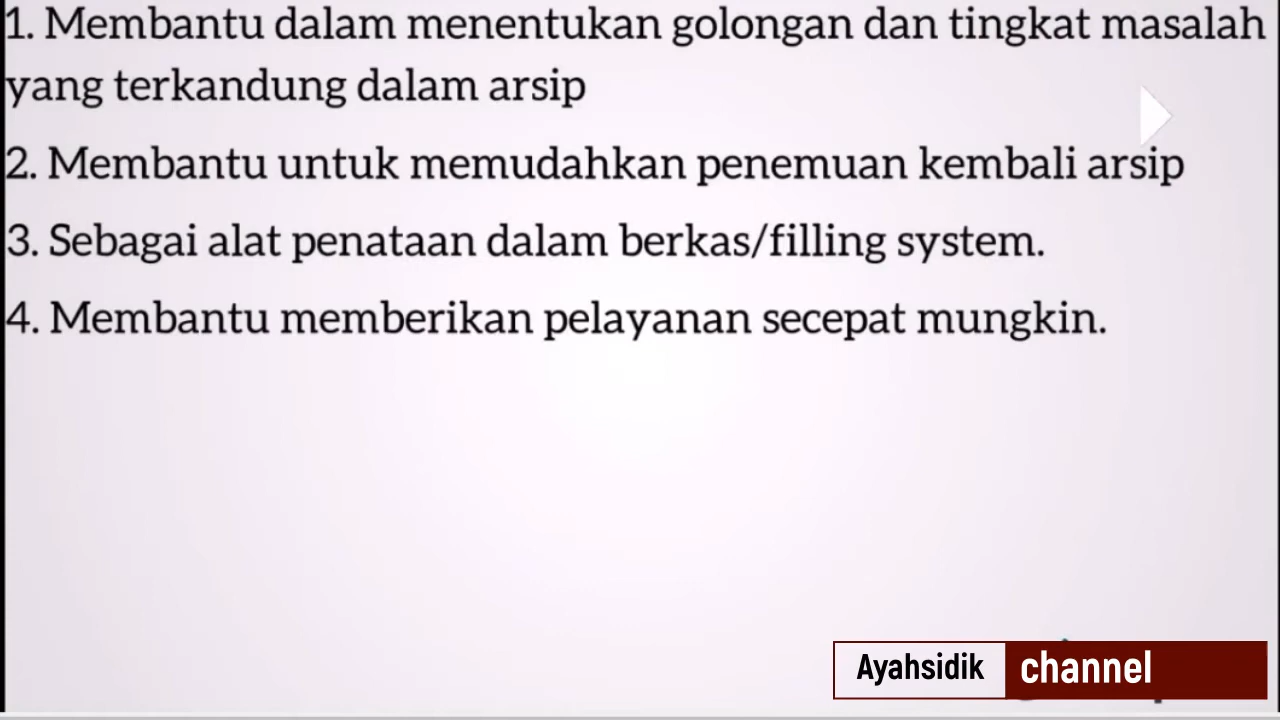 1. Membantu dalam menentukan golongan dan tingkat masalah
yang terkandung dalam arsip
2. Membantu untuk memudahkan penemuan kembali arsip
3. Sebagai alat penataan dalam berkas/filling system.
4. Membantu memberikan pelayanan secepat mungkin.
Ayahsidik channel